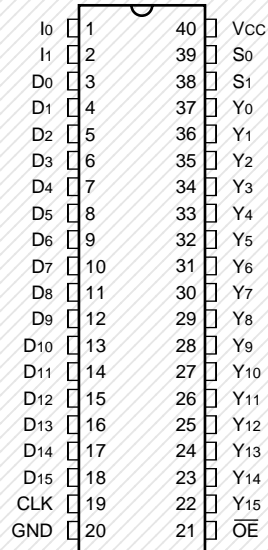 I0 1 40 VCC
I1 2 39 S0
D0 3 38 S1
D1 4 37 Y0
D2 5 36 Y1
D3 6 35 Y2
D4 7 34 Y3
D5 8 33 Y4
D6 9 32 Y5
D7 10 31 Y6
D8 11 30 Y7
D9 12 29 Y8
D10 13 28 Y9
D11 14 27 Y10
D12 15 26 Y11
D13 16 25 Y12
D14 17 24 Y13
D15 18 23 Y14
CLK 19 22 Y15
GND 20 21 O̅E̅